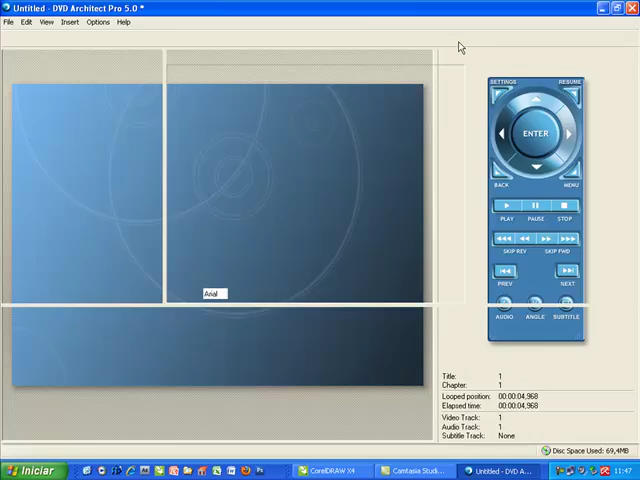 Untitled - DVD Architect Pro 5.0 *
File Edit View Insert Options Help
SETTINGS RESUME
ENTER
BACK MENU
PLAY PAUSE STOP
SKIP REV SKIP FWD
PREV NEXT
Arial
AUDIO ANGLE SUBTITLE
Title: 1
Chapter: 1
Looped position: 00:00:04,968
Elapsed time: 00:00:04,968
Video Track: 1
Audio Track: 1
Subtitle Track: None
Disc Space Used: 69,4MB
Iniciar CorelDRAW X4 Camtasia Studi... Untitled - DVD A... 11:47